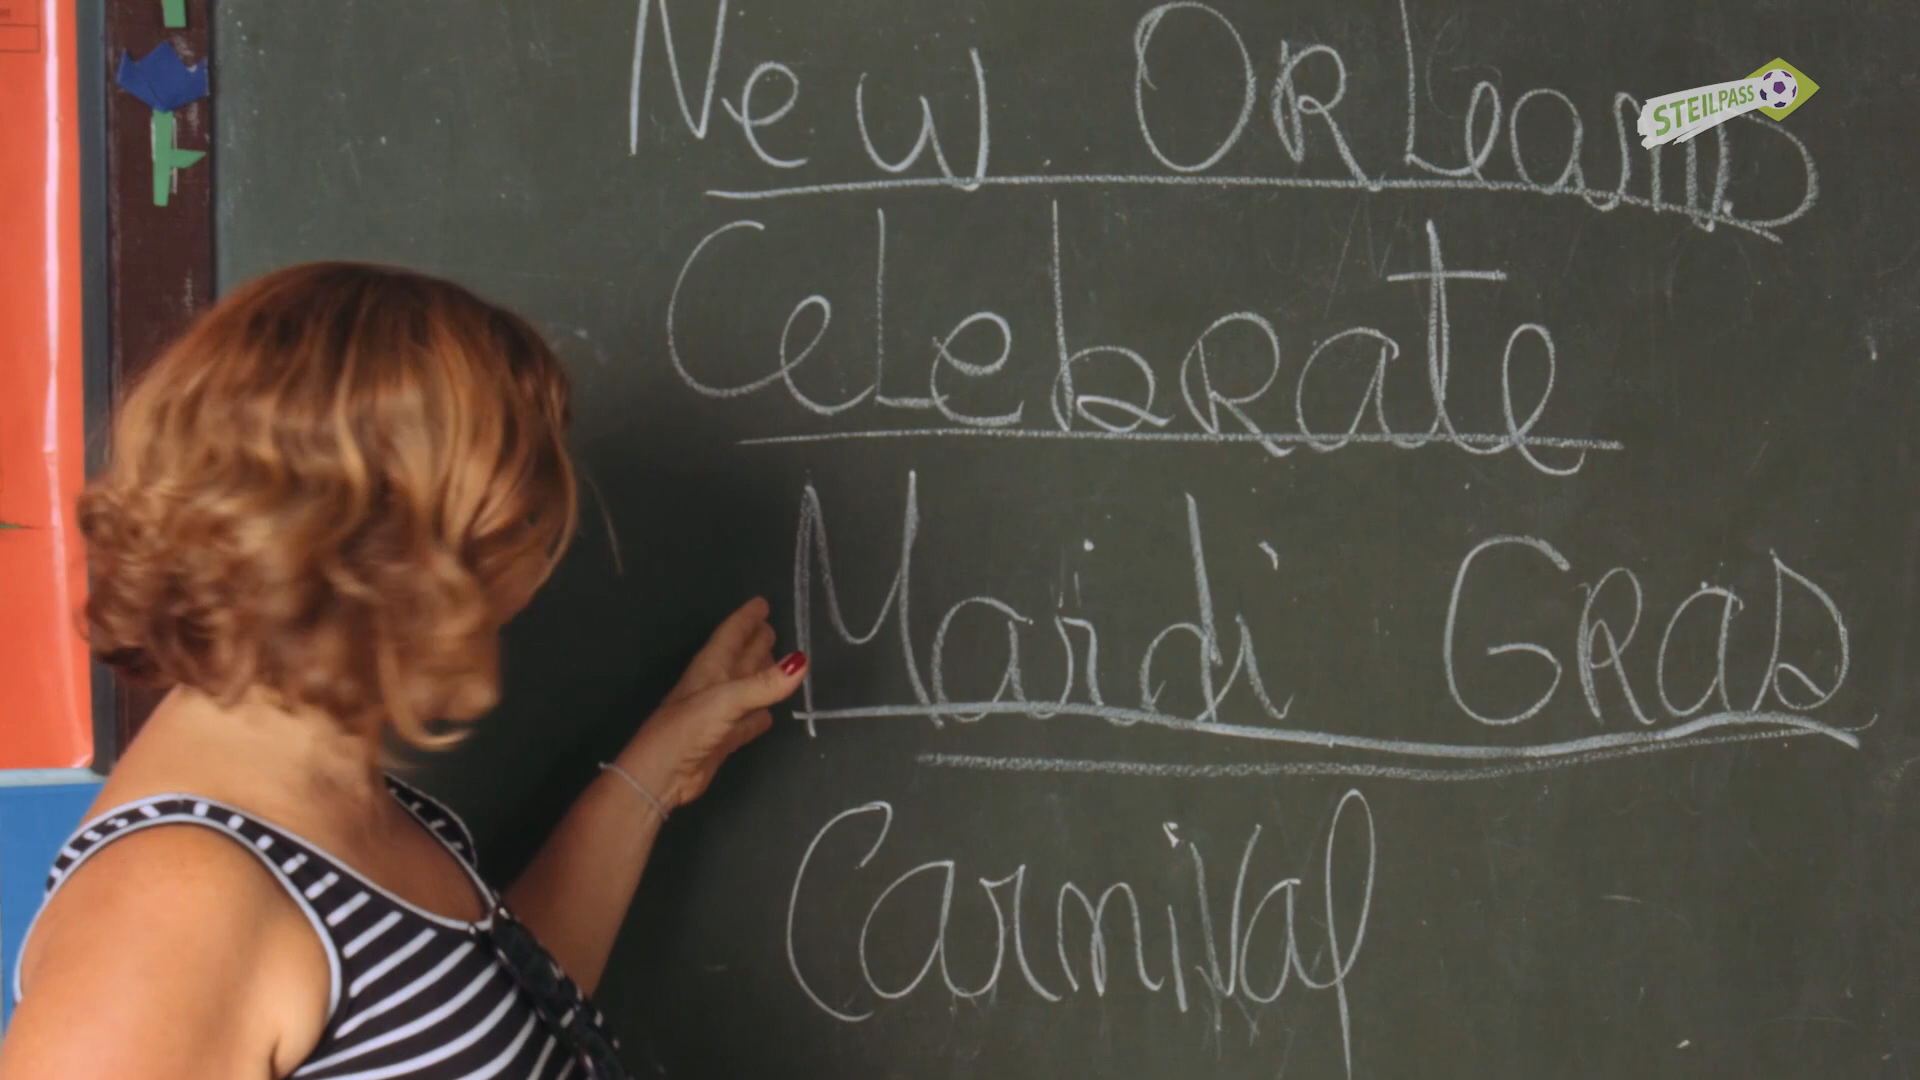 New Orleans
STEILPASS
Celebrate
Mardi Gras
Carnival